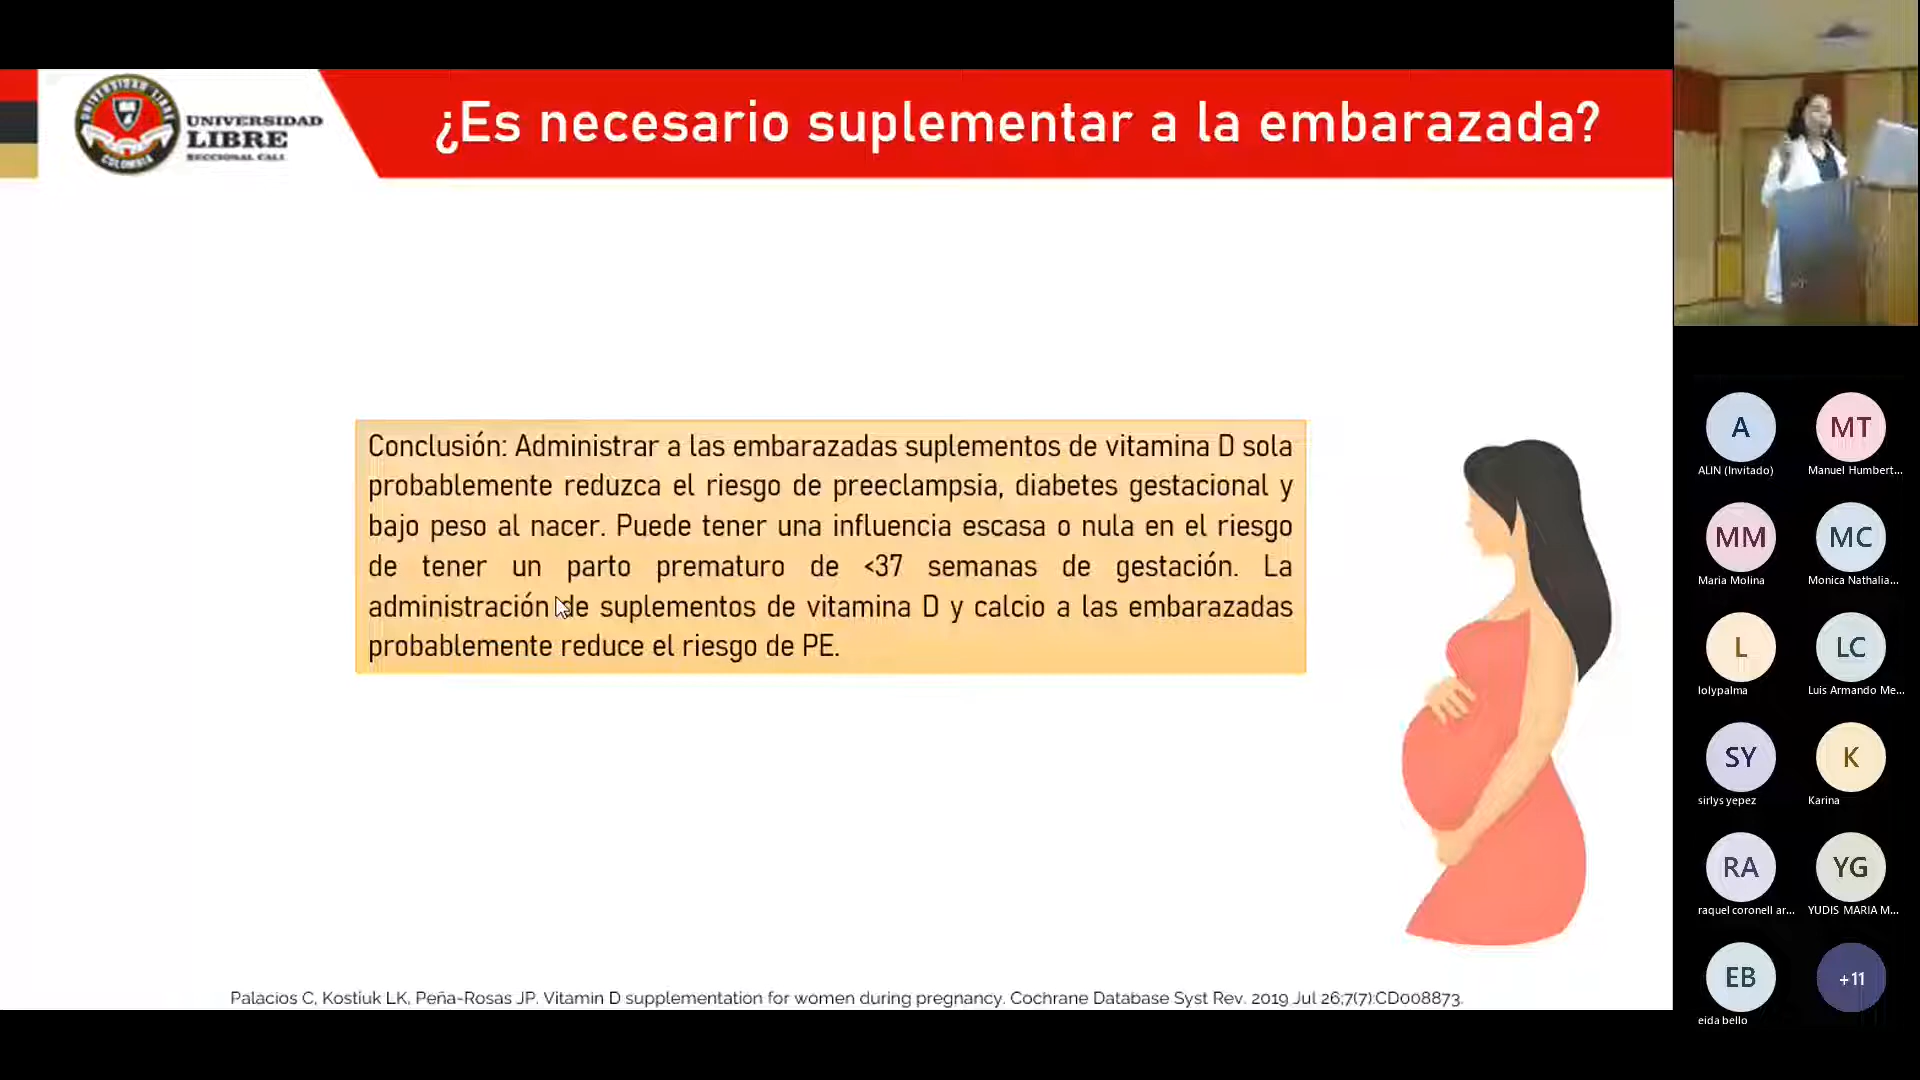 UNIVERSIDAD LIBRE
COLOMBIA
UNIVERSIDAD
LIBRE
SECCIONAL CALI
¿Es necesario suplementar a la embarazada?
Conclusión: Administrar a las embarazadas suplementos de vitamina D sola
probablemente reduzca el riesgo de preeclampsia, diabetes gestacional y
bajo peso al nacer. Puede tener una influencia escasa o nula en el riesgo
de tener un parto prematuro de <37 semanas de gestación. La
administración de suplementos de vitamina D y calcio a las embarazadas
probablemente reduce el riesgo de PE.
Palacios C, Kostiuk LK, Peña-Rosas JP. Vitamin D supplementation for women during pregnancy. Cochrane Database Syst Rev. 2019 Jul 26;7(7):CD008873.
A
MT
ALIN (Invitado)
Manuel Humbert...
MM
MC
Maria Molina
Monica Nathalia...
L
LC
lolypalma
Luis Armando Me...
SY
K
sirlys yepez
Karina
RA
YG
raquel coronell ar...
YUDIS MARIA M...
EB
+11
eida bello